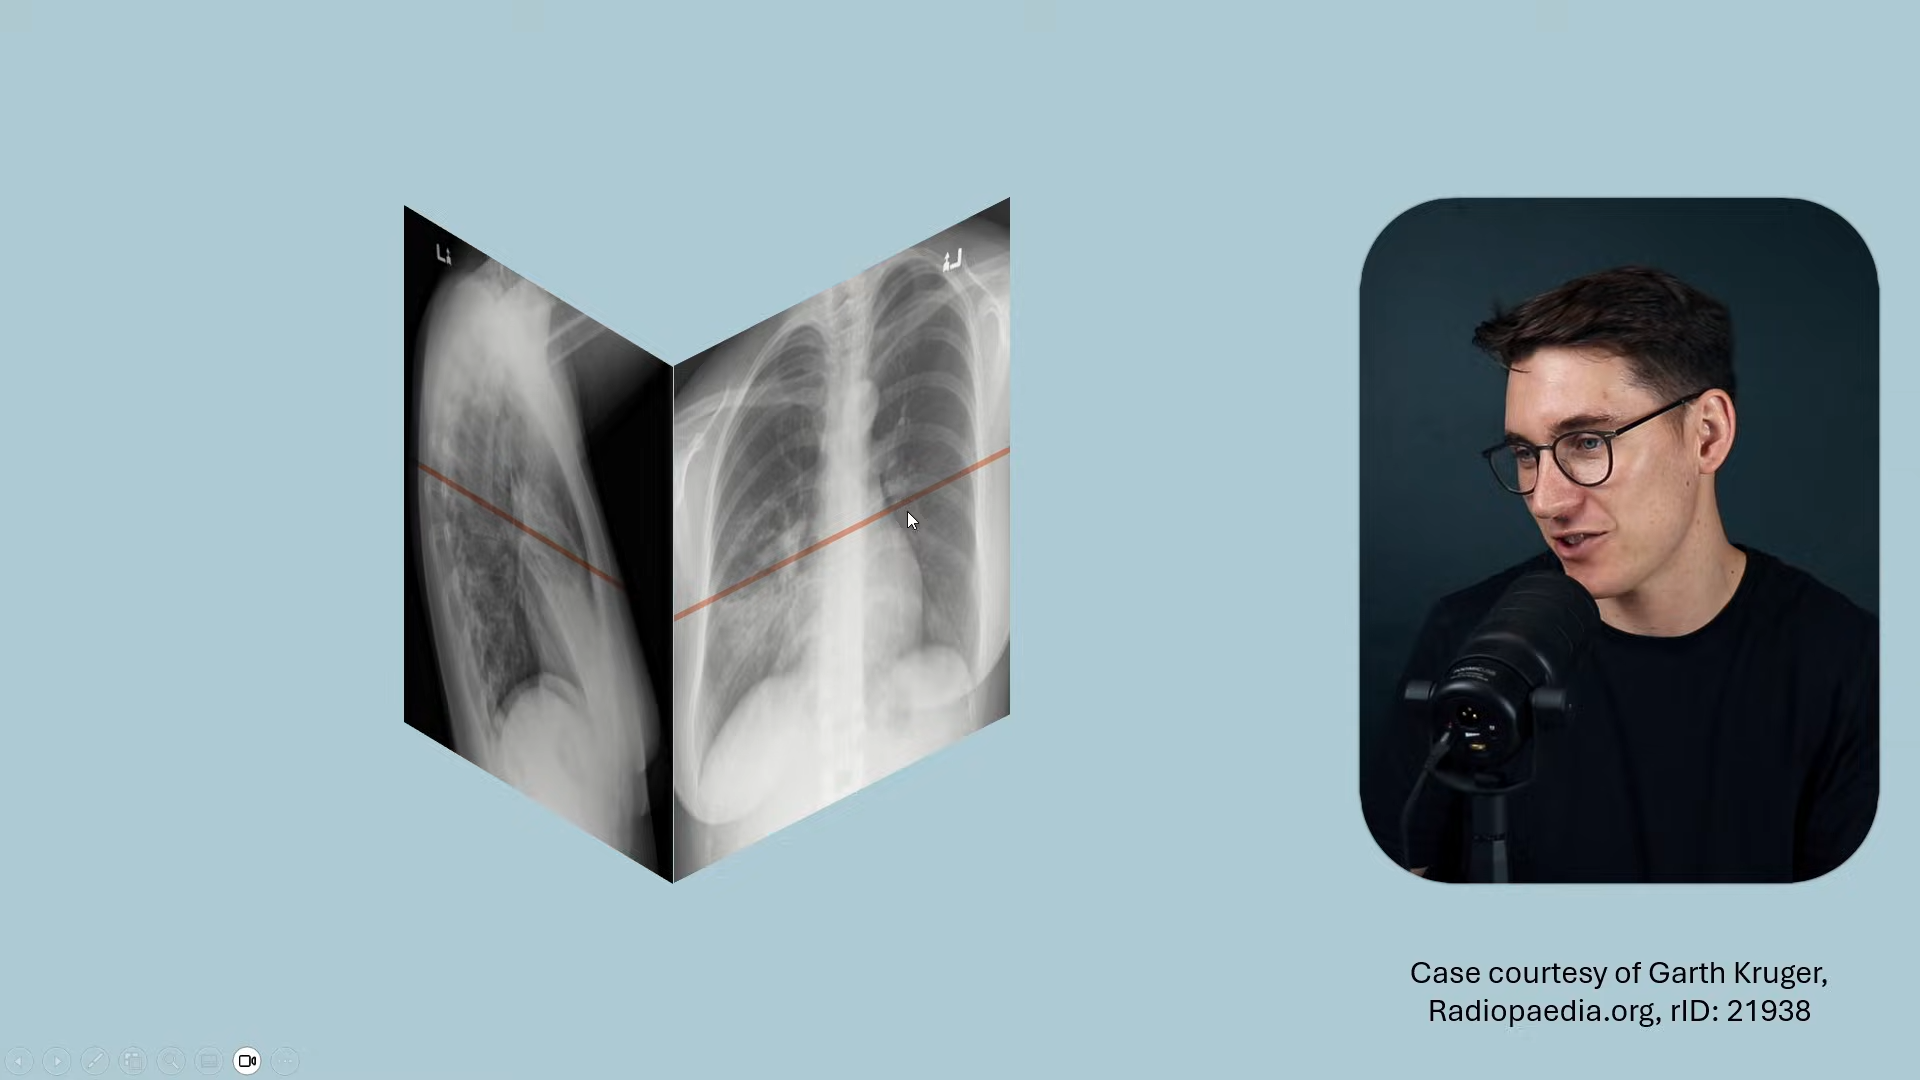 L
L
Case courtesy of Garth Kruger,
Radiopaedia.org, rID: 21938